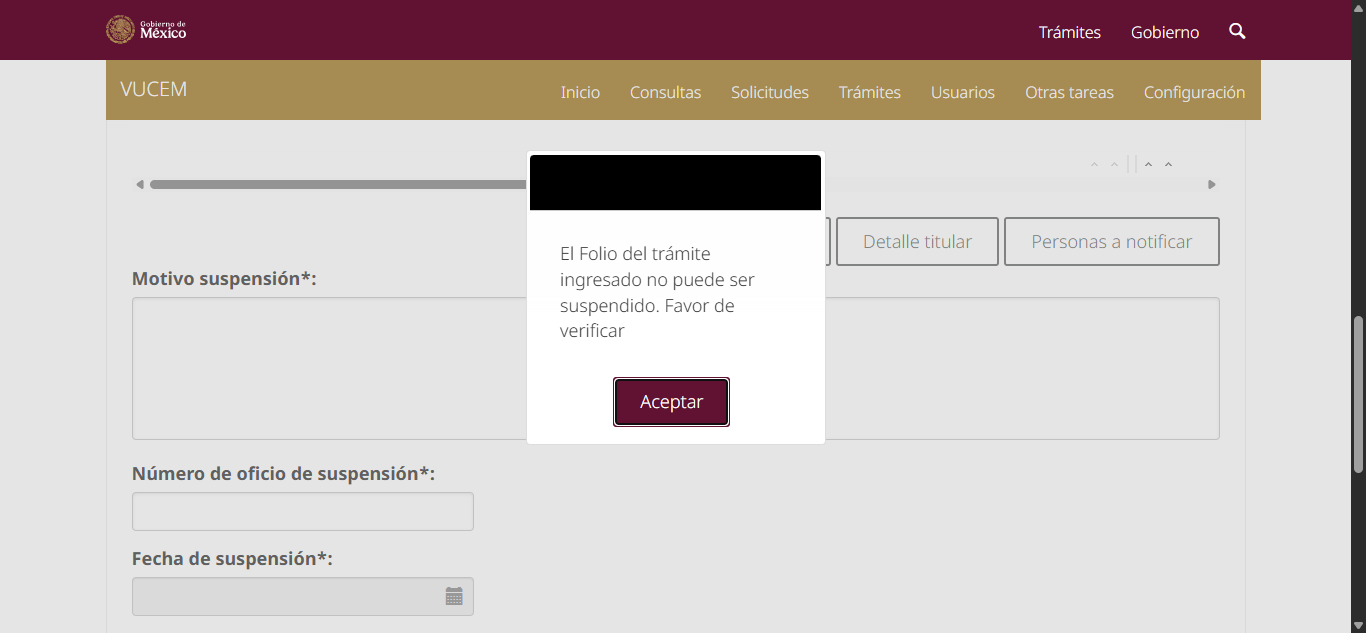 Gobierno de
México
Trámites
Gobierno
VUCEM
Inicio
Consultas
Solicitudes
Trámites
Usuarios
Otras tareas
Configuración
Detalle titular
Personas a notificar
Motivo suspensión*:
El Folio del trámite
ingresado no puede ser
suspendido. Favor de
verificar
Aceptar
Número de oficio de suspensión*:
Fecha de suspensión*: